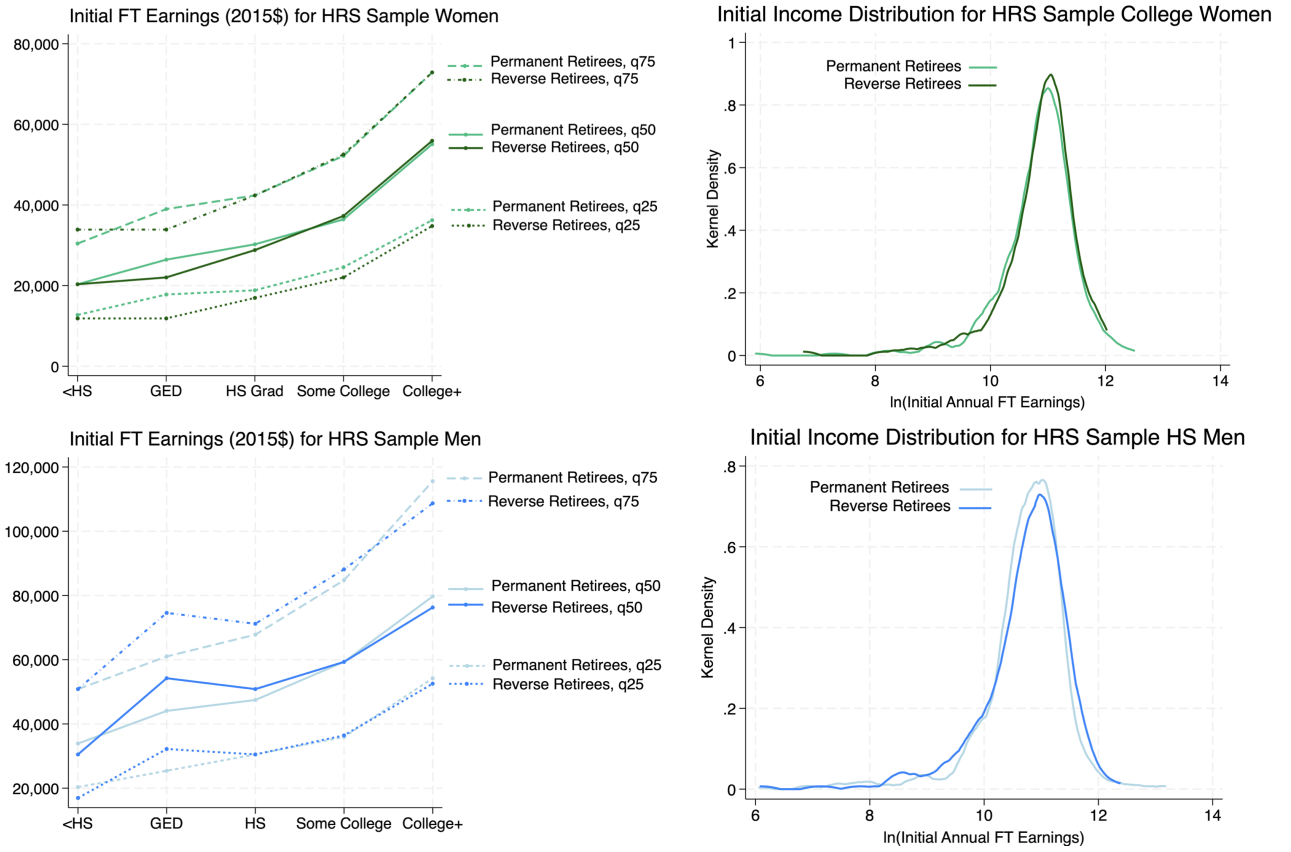 Initial FT Earnings (2015$) for HRS Sample Women
80,000
60,000
40,000
20,000
0
<HS
GED
HS Grad
Some College
College+
Permanent Retirees, q75
Reverse Retirees, q75
Permanent Retirees, q50
Reverse Retirees, q50
Permanent Retirees, q25
Reverse Retirees, q25
Initial Income Distribution for HRS Sample College Women
Permanent Retirees
Reverse Retirees
Kernel Density
1
.8
.6
.4
.2
0
6
8
10
12
14
ln(Initial Annual FT Earnings)
Initial FT Earnings (2015$) for HRS Sample Men
120,000
100,000
80,000
60,000
40,000
20,000
<HS
GED
HS
Some College
College+
Permanent Retirees, q75
Reverse Retirees, q75
Permanent Retirees, q50
Reverse Retirees, q50
Permanent Retirees, q25
Reverse Retirees, q25
Initial Income Distribution for HRS Sample HS Men
Permanent Retirees
Reverse Retirees
Kernel Density
.8
.6
.4
.2
0
6
8
10
12
14
ln(Initial Annual FT Earnings)